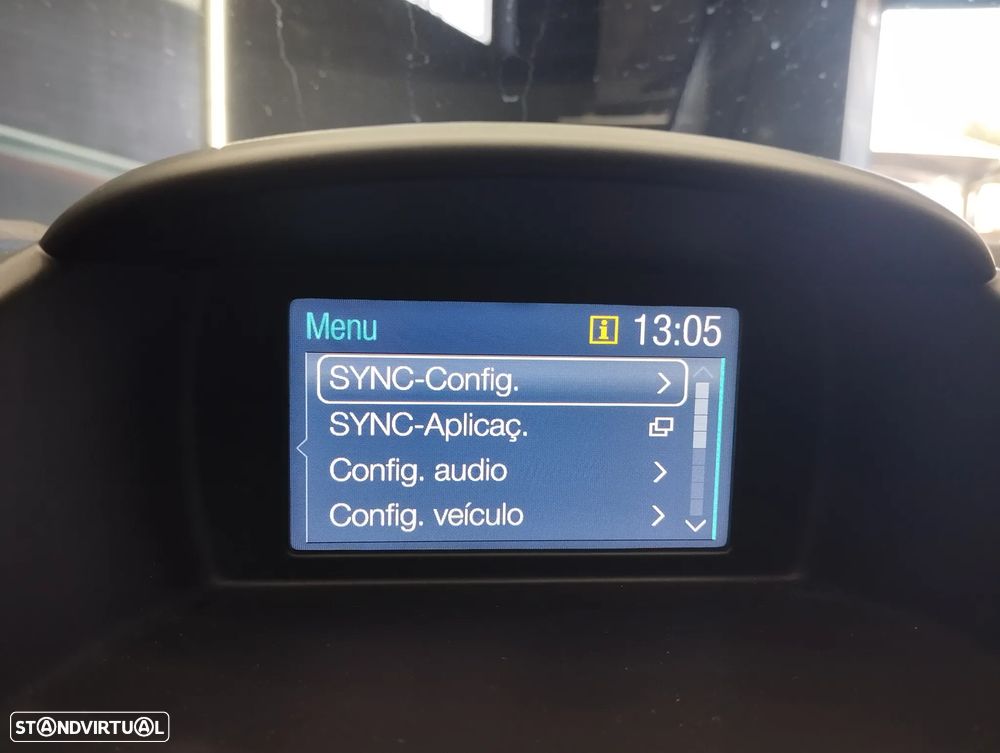 Menu 13:05
SYNC-Config.
SYNC-Aplicaç.
Config. audio
Config. veículo
STANDVIRTUAL